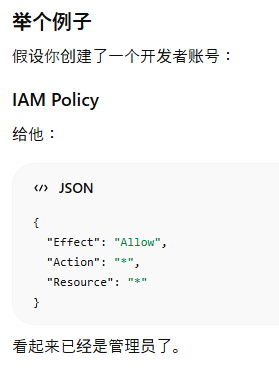 举个例子
假设你创建了一个开发者账号：
IAM Policy
给他：
</> JSON
{
  "Effect": "Allow",
  "Action": "*",
  "Resource": "*"
}
看起来已经是管理员了。